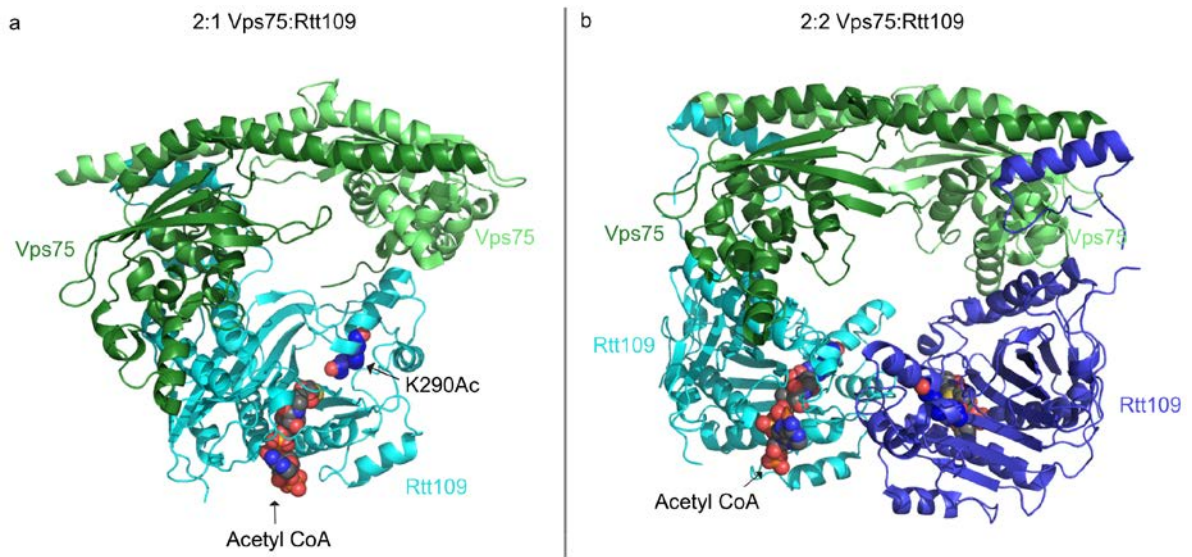 a
2:1 Vps75:Rtt109
Vps75
Vps75
K290Ac
Rtt109
Acetyl CoA
b
2:2 Vps75:Rtt109
Vps75
Vps75
Rtt109
Rtt109
Acetyl CoA